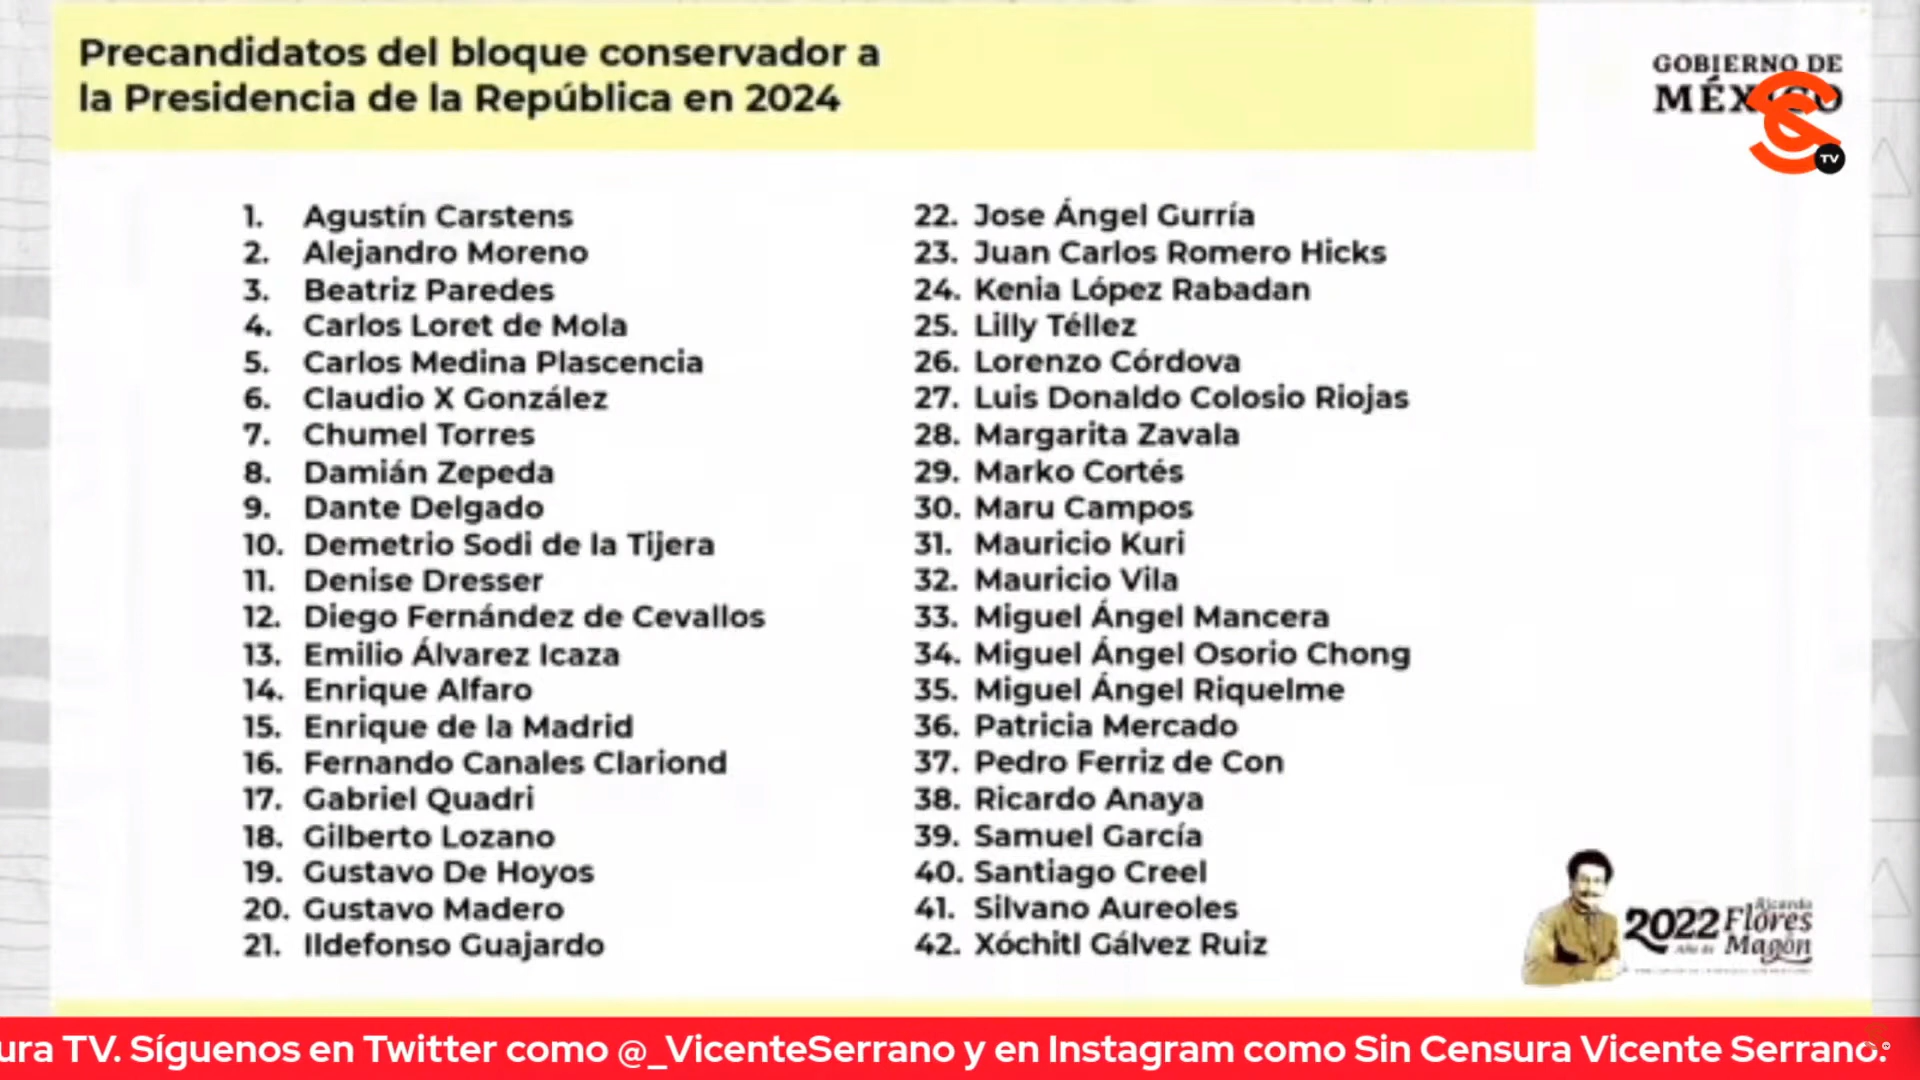 Precandidatos del bloque conservador a
la Presidencia de la República en 2024
GOBIERNO DE
MÉXICO
TV
1. Agustín Carstens
2. Alejandro Moreno
3. Beatriz Paredes
4. Carlos Loret de Mola
5. Carlos Medina Plascencia
6. Claudio X González
7. Chumel Torres
8. Damián Zepeda
9. Dante Delgado
10. Demetrio Sodi de la Tijera
11. Denise Dresser
12. Diego Fernández de Cevallos
13. Emilio Álvarez Icaza
14. Enrique Alfaro
15. Enrique de la Madrid
16. Fernando Canales Clariond
17. Gabriel Quadri
18. Gilberto Lozano
19. Gustavo De Hoyos
20. Gustavo Madero
21. Ildefonso Guajardo
22. Jose Ángel Gurría
23. Juan Carlos Romero Hicks
24. Kenia López Rabadan
25. Lilly Téllez
26. Lorenzo Córdova
27. Luis Donaldo Colosio Riojas
28. Margarita Zavala
29. Marko Cortés
30. Maru Campos
31. Mauricio Kuri
32. Mauricio Vila
33. Miguel Ángel Mancera
34. Miguel Ángel Osorio Chong
35. Miguel Ángel Riquelme
36. Patricia Mercado
37. Pedro Ferriz de Con
38. Ricardo Anaya
39. Samuel García
40. Santiago Creel
41. Silvano Aureoles
42. Xóchitl Gálvez Ruiz
2022 Ricardo
Flores
Año de Magón
ura TV. Síguenos en Twitter como @_VicenteSerrano y en Instagram como Sin Censura Vicente Serrano.